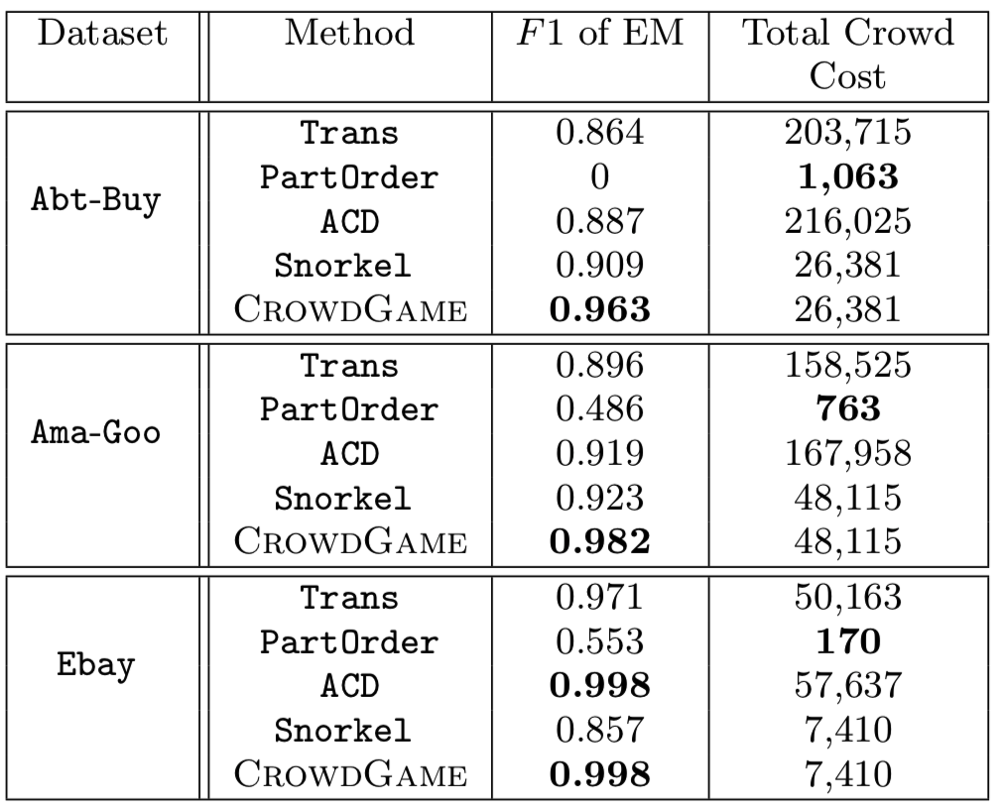 Dataset Method F1 of EM Total Crowd
Cost
Trans 0.864 203,715
PartOrder 0 1,063
Abt-Buy
ACD 0.887 216,025
Snorkel 0.909 26,381
CROWDGAME 0.963 26,381
Trans 0.896 158,525
PartOrder 0.486 763
Ama-Goo
ACD 0.919 167,958
Snorkel 0.923 48,115
CROWDGAME 0.982 48,115
Trans 0.971 50,163
PartOrder 0.553 170
Ebay
ACD 0.998 57,637
Snorkel 0.857 7,410
CROWDGAME 0.998 7,410